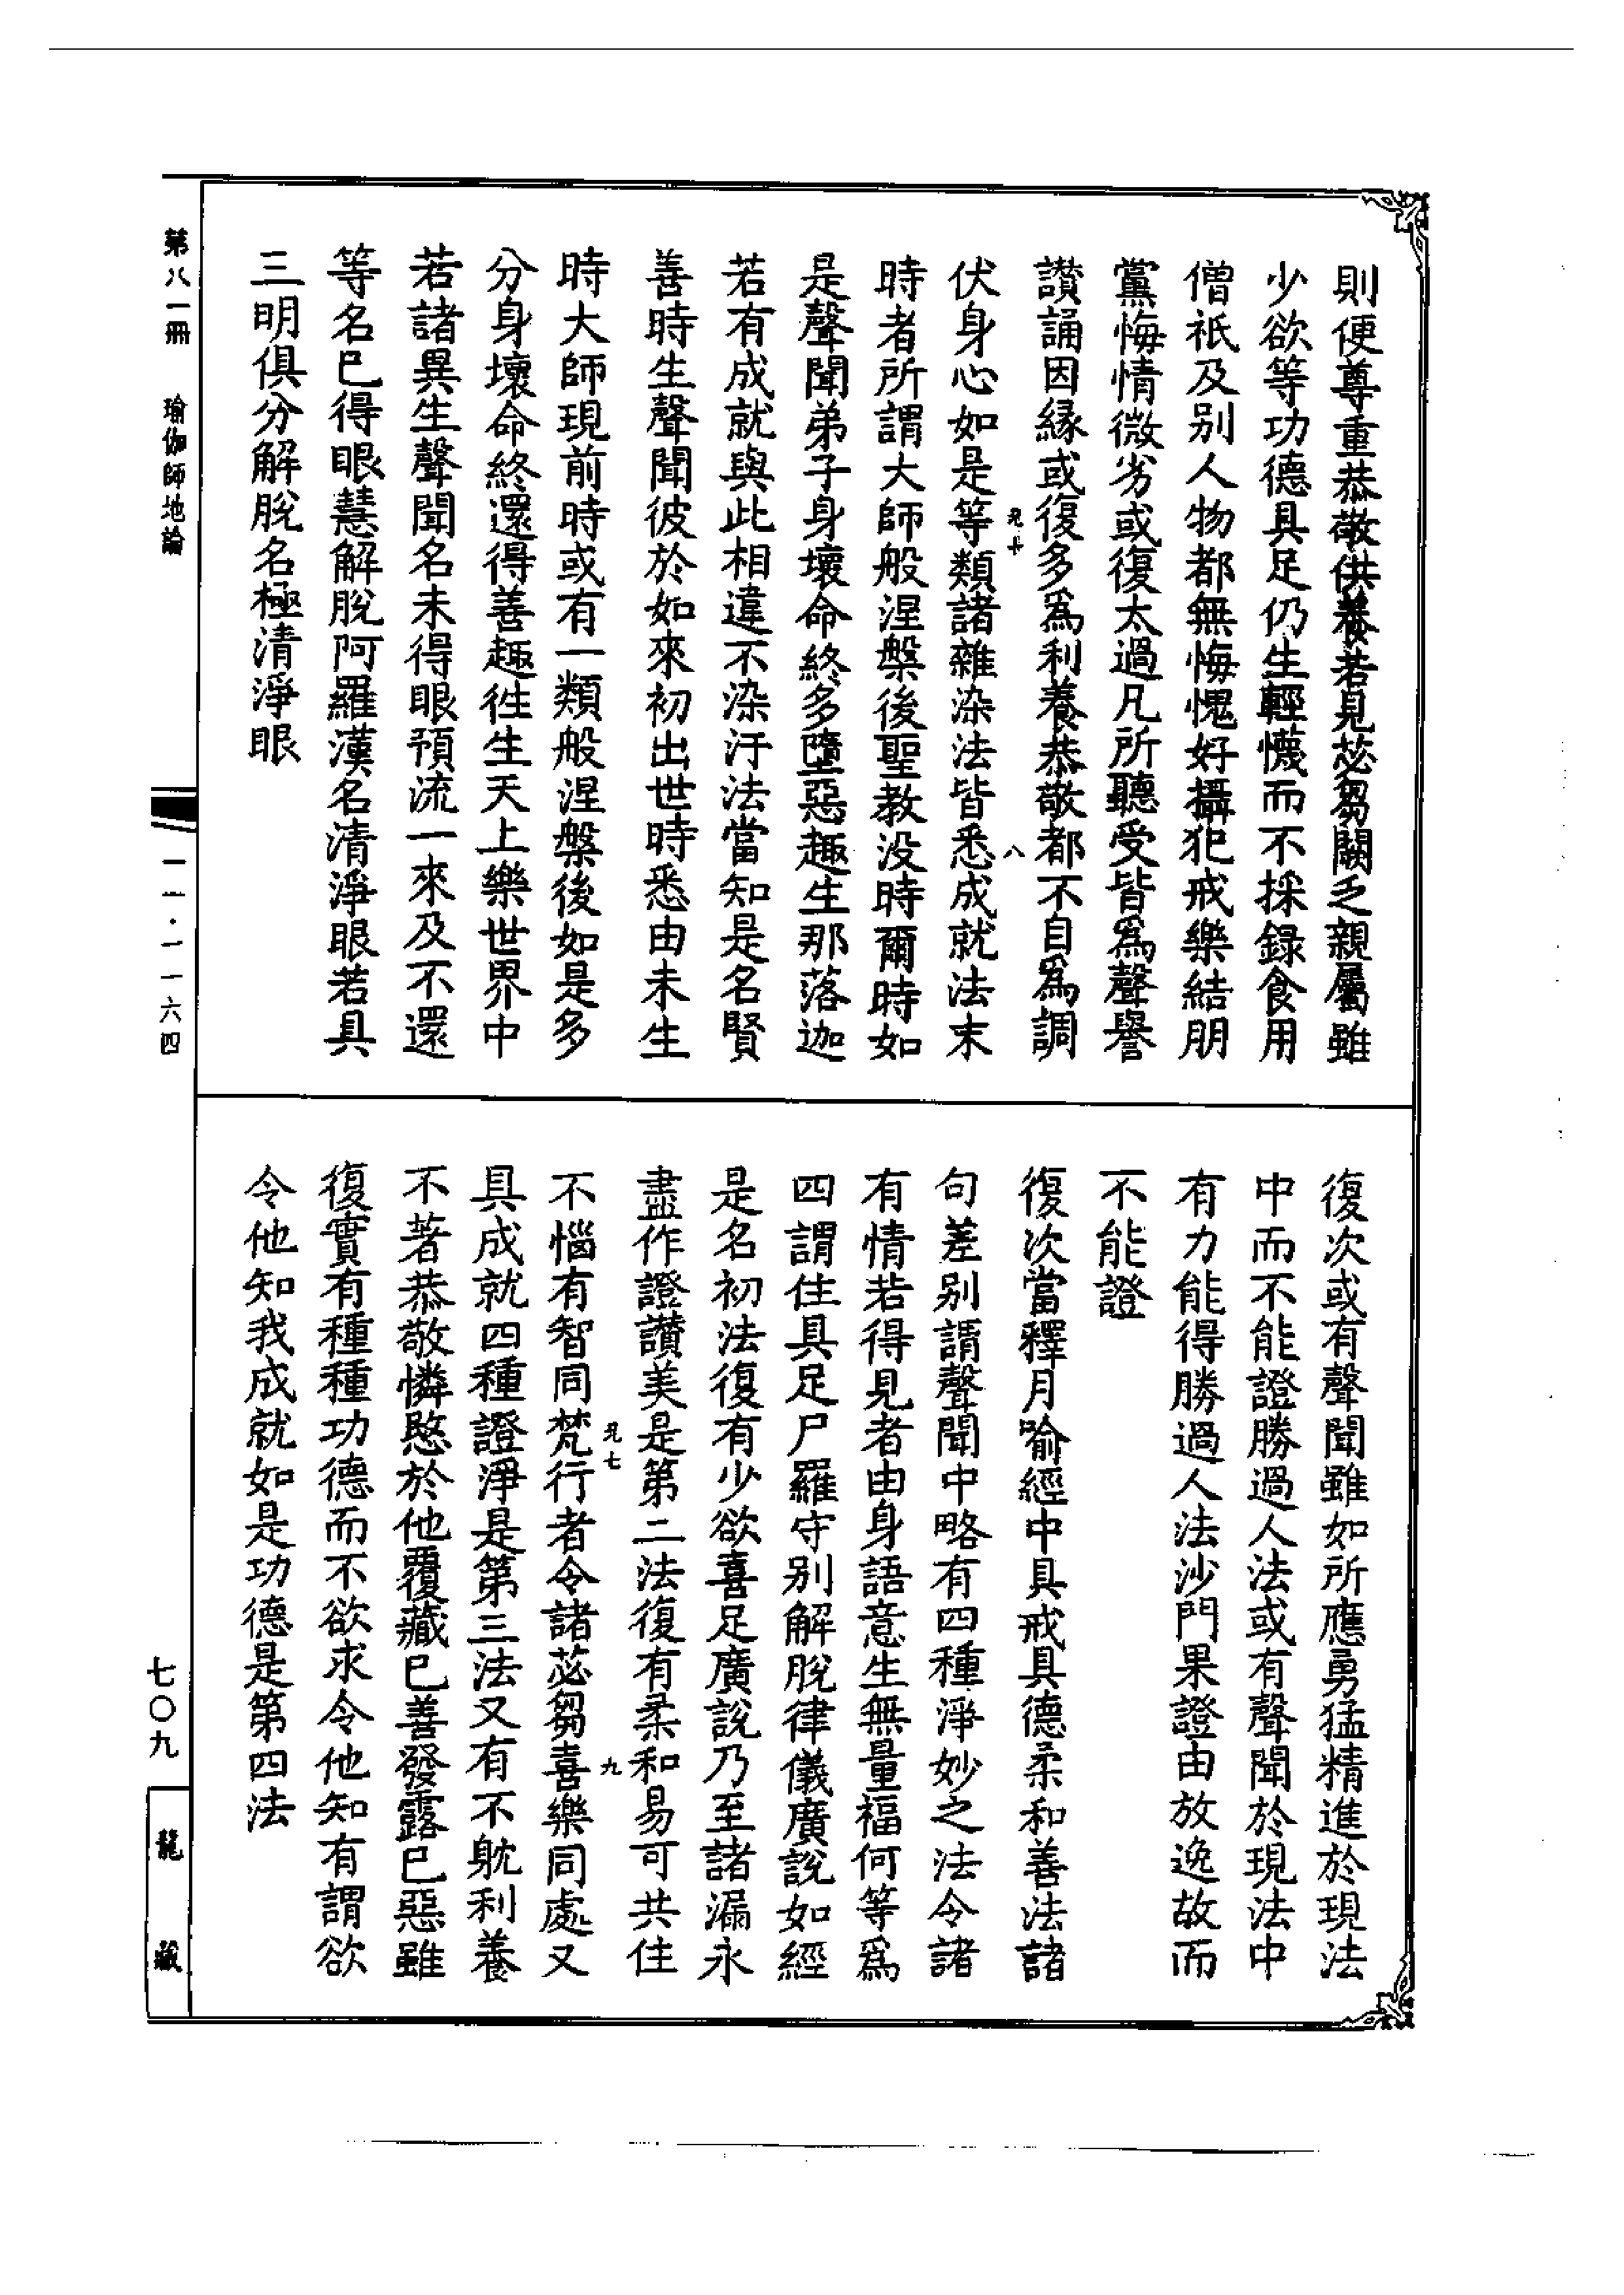 則便尊重恭敬供養若見苾芻闕乏親屬雖
少欲等功德具足仍生輕懱而不採錄食用
僧祇及别人物都無悔愧好攝犯戒樂結朋
黨悔情微劣或復太過凡所聽受皆爲聲譽
讃誦因緣或復多爲利養恭敬都不自爲調
伏身心如是等類諸雜染法皆悉成就法末
時者所謂大師般涅槃後聖教没時爾時如
是聲聞弟子身壞命終多墮惡趣生那落迦
若有成就與此相違不染汙法當知是名賢
善時生聲聞彼於如來初出世時悉由未生
時大師現前時或有一類般涅槃後如是多
分身壞命終還得善趣徃生天上樂世界中
若諸異生聲聞名未得眼預流一來及不還
等名巳得眼慧解脫阿羅漢名清淨眼若具
三明俱分解脫名極清淨眼
八
復次或有聲聞雖如所應勇猛精進於現法
中而不能證勝過人法或有聲聞於現法中
有力能得勝過人法沙門果證由放逸故而
不能證
復次當釋月喻經中具戒具德柔和善法諸
句差别謂聲聞中略有四種淨妙之法令諸
有情若得見者由身語意生無量福何等爲
四謂住具足尸羅守别解脫律儀廣說如經
是名初法復有少欲喜足廣說乃至諸漏永
盡作證讃美是第二法復有柔和易可共住
不惱有智同梵行者令諸苾芻喜樂同處又
具成就四種證淨是第三法又有不躭利養
不著恭敬憐愍於他覆藏巳善發露巳惡雖
復實有種種功德而不欲求令他知有謂欲
令他知我成就如是功德是第四法
七
九
第八一冊 瑜伽師地論
一一·一一六四
七〇九
龍藏